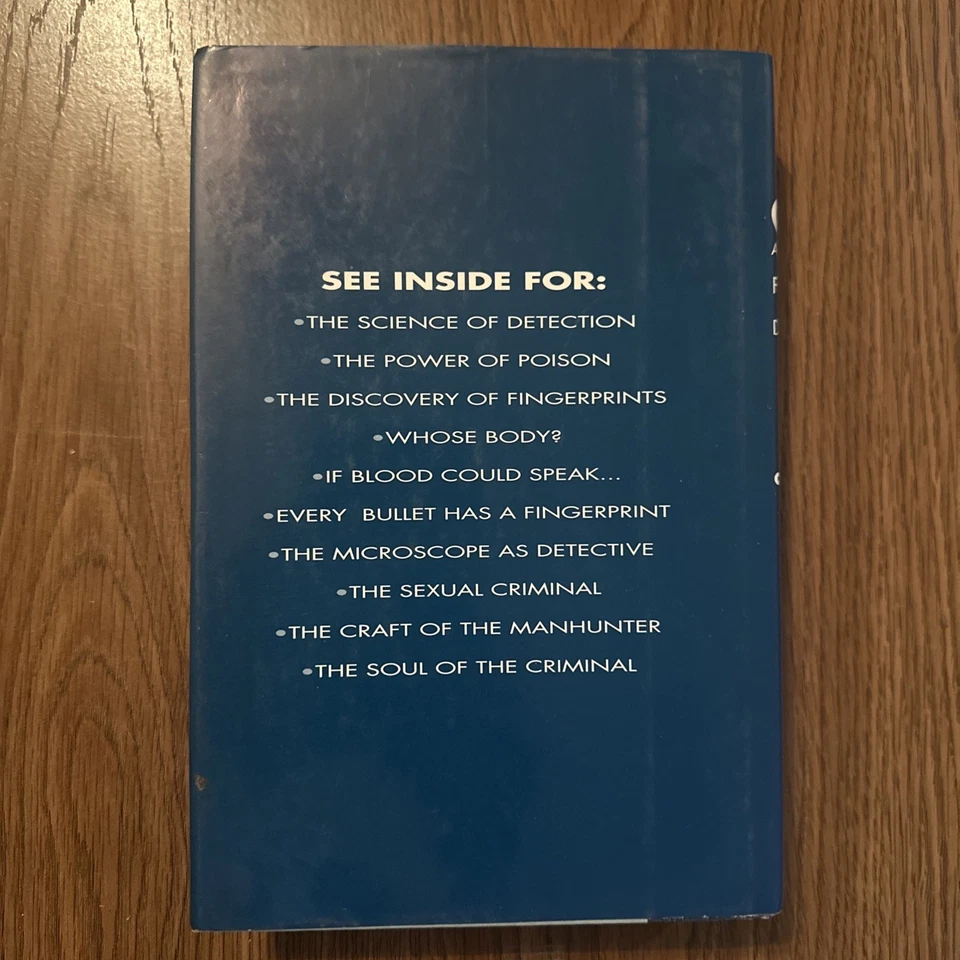 SEE INSIDE FOR:
•THE SCIENCE OF DETECTION
•THE POWER OF POISON
•THE DISCOVERY OF FINGERPRINTS
•WHOSE BODY?
•IF BLOOD COULD SPEAK...
•EVERY BULLET HAS A FINGERPRINT
•THE MICROSCOPE AS DETECTIVE
•THE SEXUAL CRIMINAL
•THE CRAFT OF THE MANHUNTER
•THE SOUL OF THE CRIMINAL